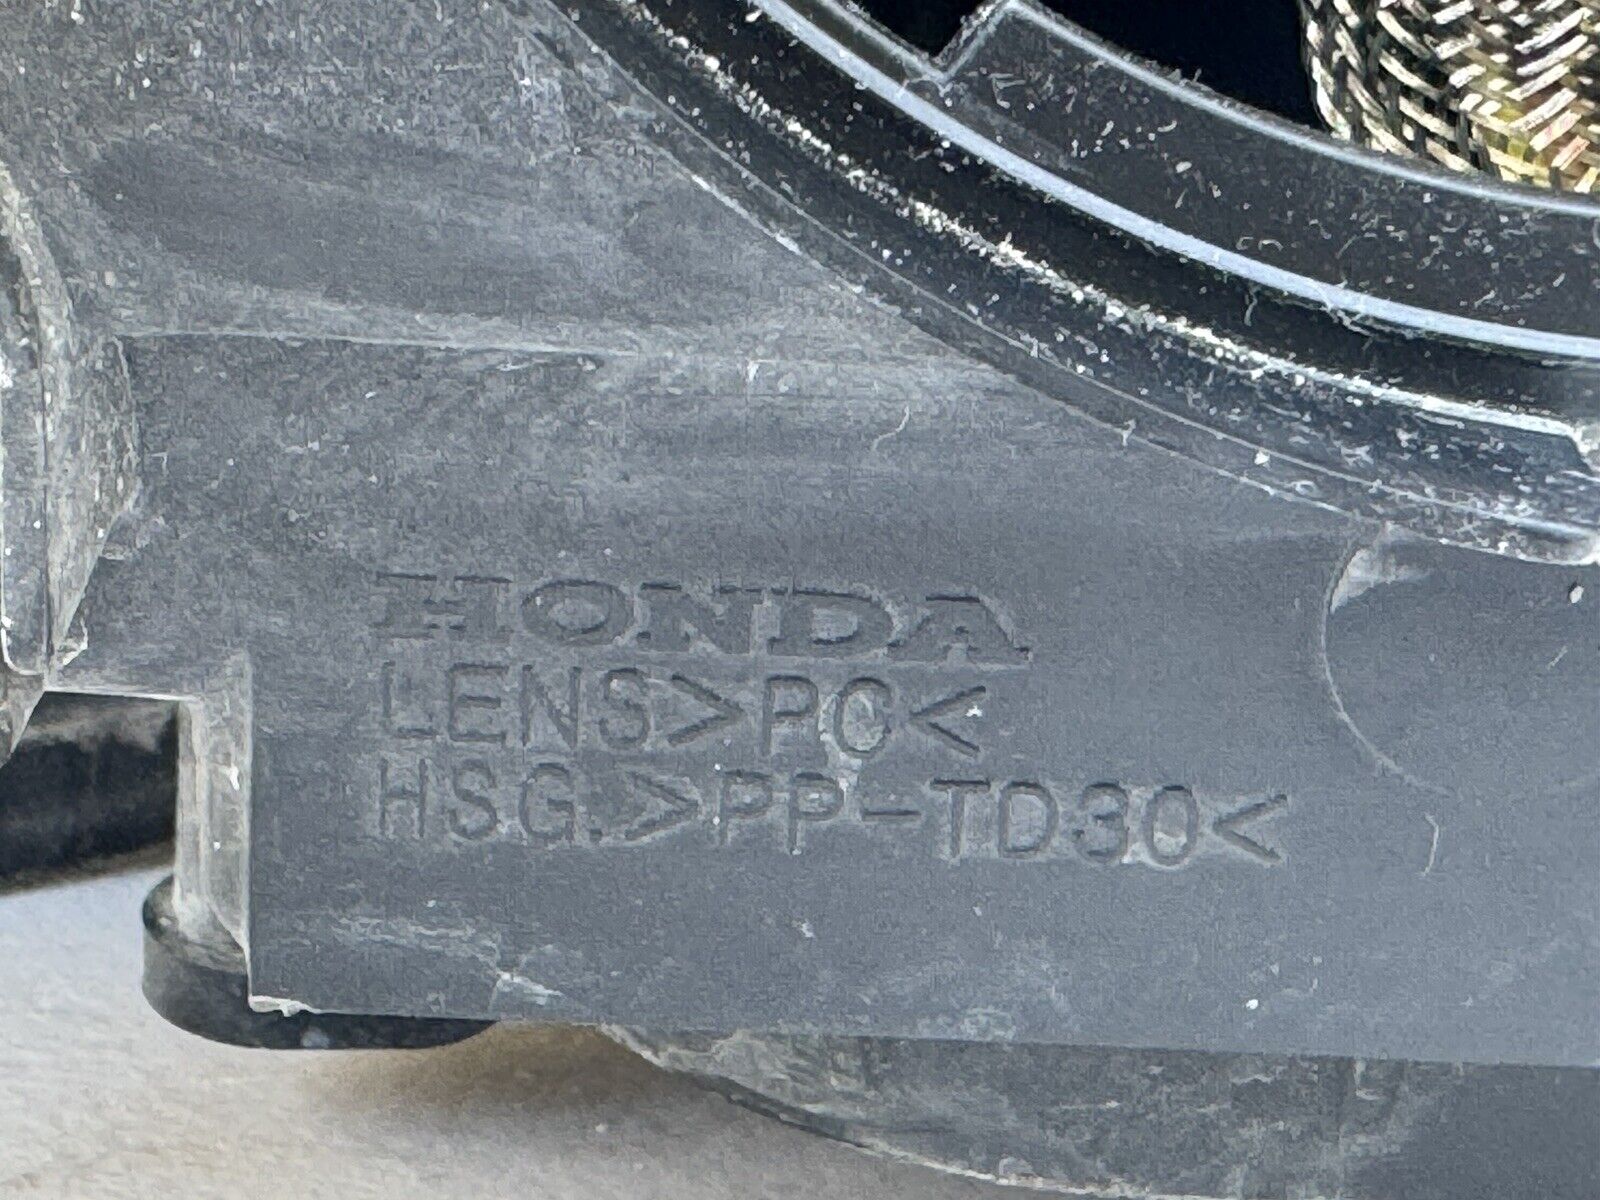 HONDA
LENS>PC<
HSG.>PP-TD30<